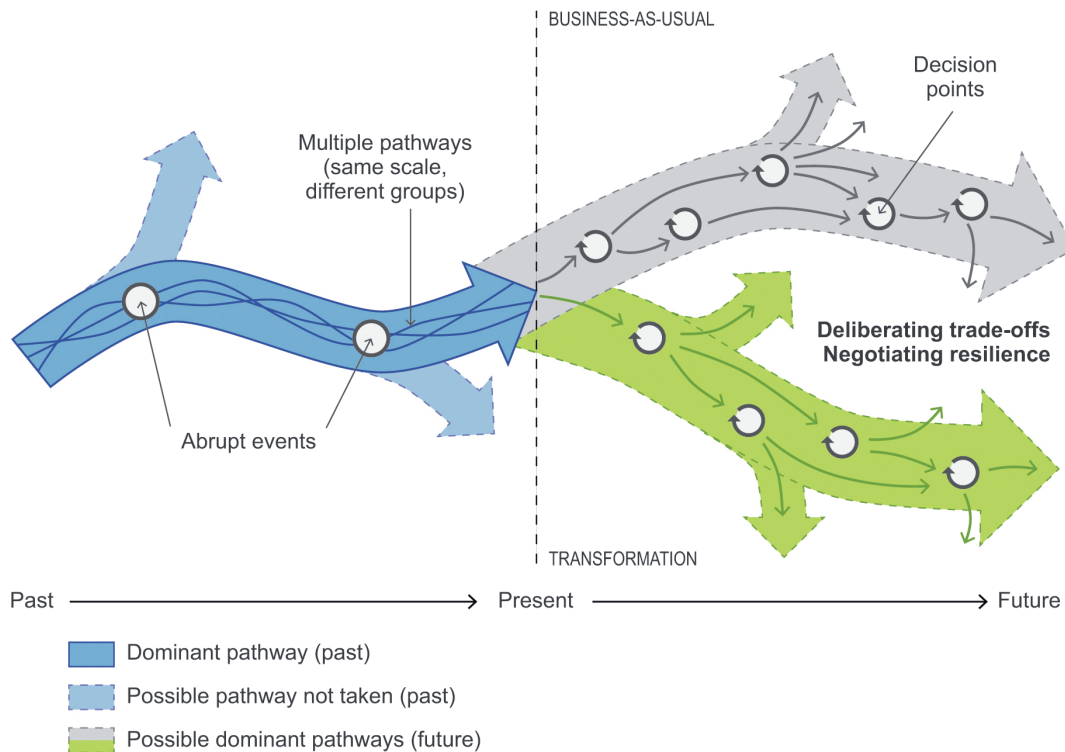 BUSINESS-AS-USUAL
Decision
points
Multiple pathways
(same scale,
different groups)
Deliberating trade-offs
Negotiating resilience
Abrupt events
TRANSFORMATION
Past
Present
Future
Dominant pathway (past)
Possible pathway not taken (past)
Possible dominant pathways (future)